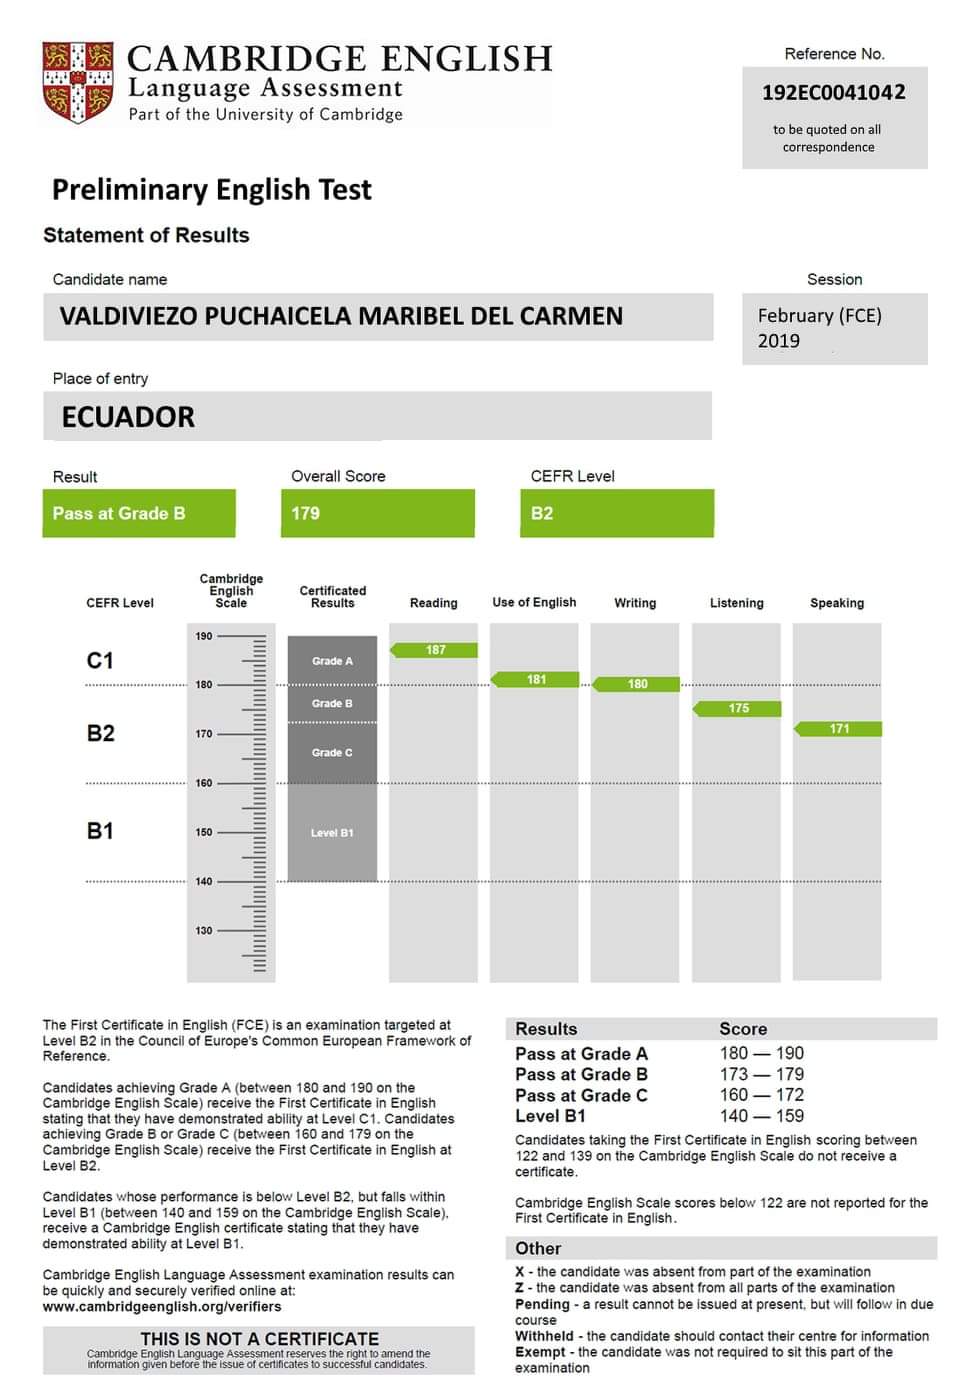 CAMBRIDGE ENGLISH
Language Assessment
Part of the University of Cambridge
Reference No.
192EC0041042
to be quoted on all
correspondence
Preliminary English Test
Statement of Results
Candidate name
VALDIVIEZO PUCHAICELA MARIBEL DEL CARMEN
Session
February (FCE)
2019
Place of entry
ECUADOR
Result
Pass at Grade B
Overall Score
179
CEFR Level
B2
CEFR Level
Cambridge
English
Scale
Certificated
Results
Reading
Use of English
Writing
Listening
Speaking
C1
B2
B1
190
180
170
160
150
140
130
Grade A
Grade B
Grade C
Level B1
187
181
180
175
171
The First Certificate in English (FCE) is an examination targeted at
Level B2 in the Council of Europe's Common European Framework of
Reference.
Candidates achieving Grade A (between 180 and 190 on the
Cambridge English Scale) receive the First Certificate in English
stating that they have demonstrated ability at Level C1. Candidates
achieving Grade B or Grade C (between 160 and 179 on the
Cambridge English Scale) receive the First Certificate in English at
Level B2.
Candidates whose performance is below Level B2, but falls within
Level B1 (between 140 and 159 on the Cambridge English Scale),
receive a Cambridge English certificate stating that they have
demonstrated ability at Level B1.
Cambridge English Language Assessment examination results can
be quickly and securely verified online at:
www.cambridgeenglish.org/verifiers
THIS IS NOT A CERTIFICATE
Cambridge English Language Assessment reserves the right to amend the
information given before the issue of certificates to successful candidates.
Results Score
Pass at Grade A 180 — 190
Pass at Grade B 173 — 179
Pass at Grade C 160 — 172
Level B1 140 — 159
Candidates taking the First Certificate in English scoring between
122 and 139 on the Cambridge English Scale do not receive a
certificate.
Cambridge English Scale scores below 122 are not reported for the
First Certificate in English.
Other
X - the candidate was absent from part of the examination
Z - the candidate was absent from all parts of the examination
Pending - a result cannot be issued at present, but will follow in due
course
Withheld - the candidate should contact their centre for information
Exempt - the candidate was not required to sit this part of the
examination